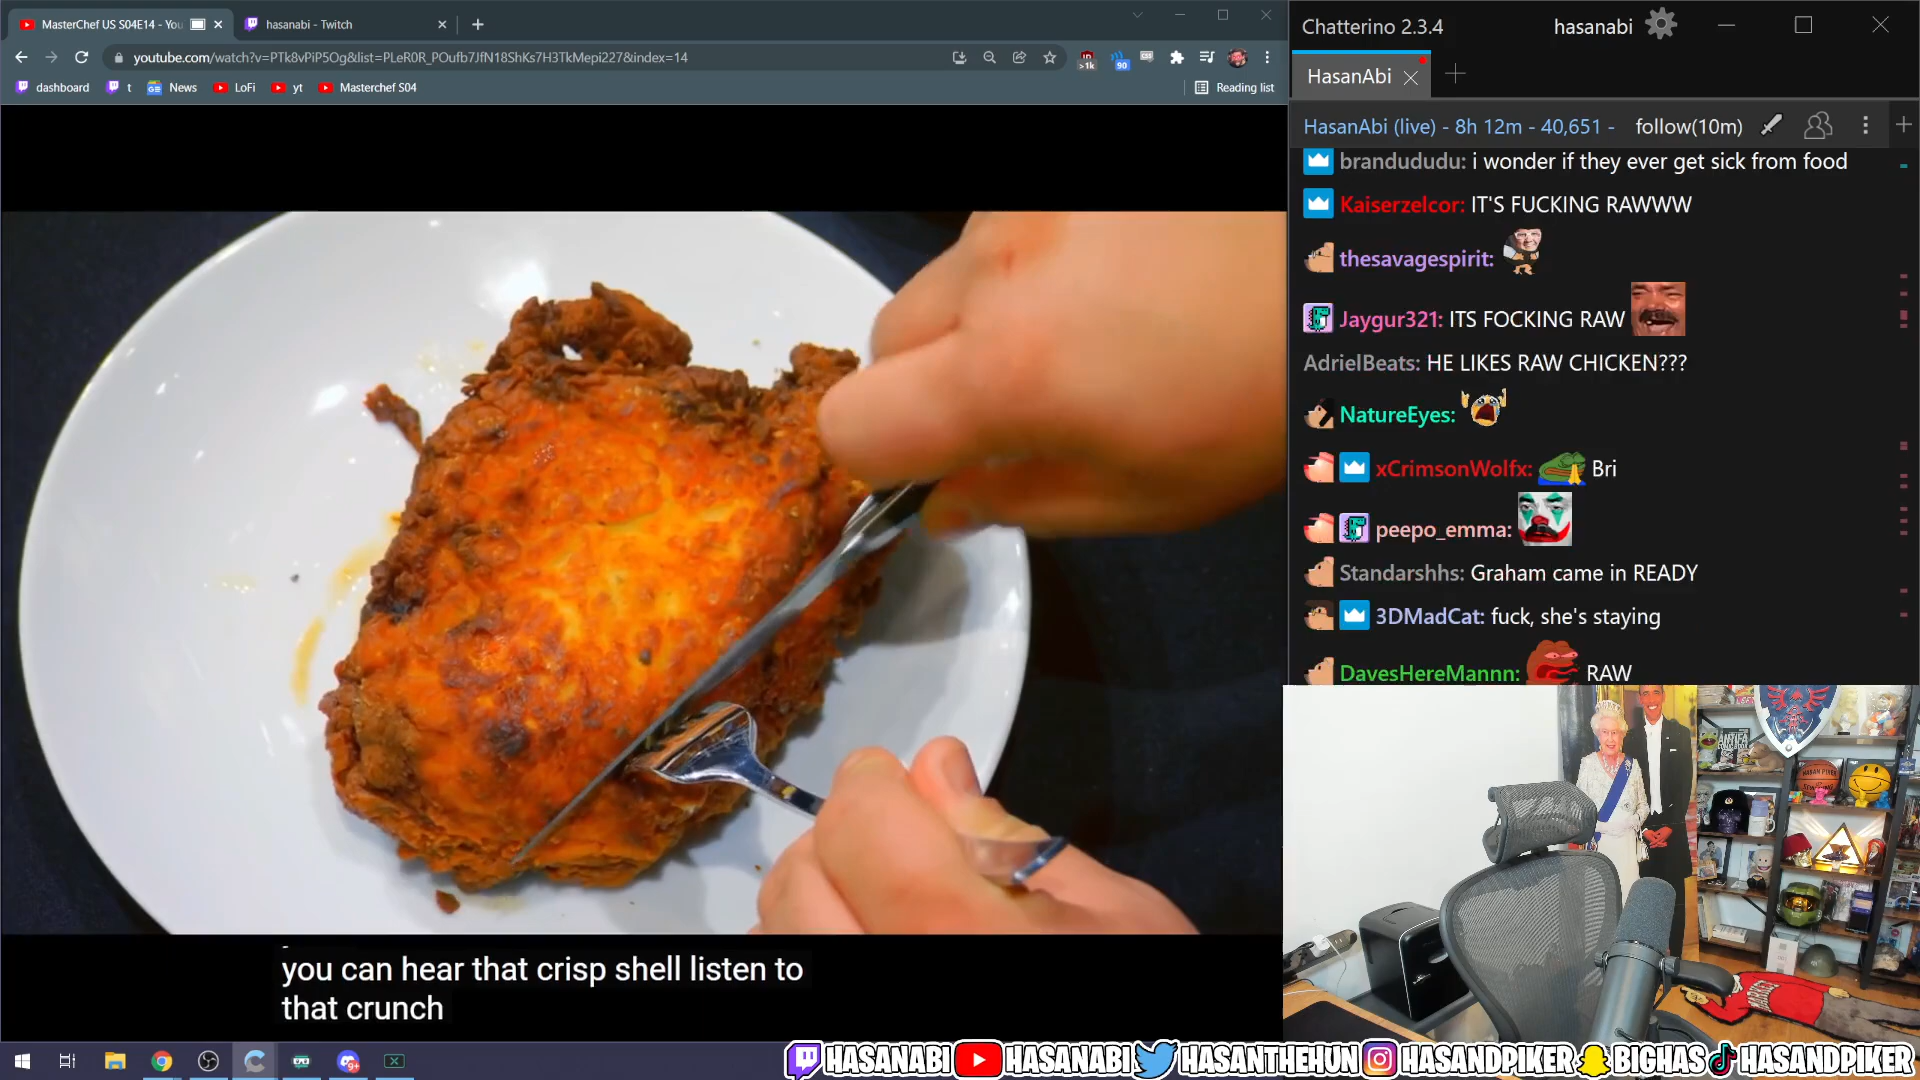 MasterChef US S04E14 - You
hasanabi - Twitch
youtube.com/watch?v=PTk8vPiP5Og&list=PLeR0R_POufb7JfN18ShKs7H3TkMepi227&index=14
>1k
90
dashboard
t
News
LoFi
yt
Masterchef S04
Reading list
you can hear that crisp shell listen to
that crunch
Chatterino 2.3.4
hasanabi
HasanAbi
HasanAbi (live) - 8h 12m - 40,651 -
follow(10m)
brandududu: i wonder if they ever get sick from food
Kaiserzelcor: IT'S FUCKING RAWWW
thesavagespirit:
Jaygur321: ITS FOCKING RAW
AdrielBeats: HE LIKES RAW CHICKEN???
NatureEyes:
xCrimsonWolfx: Bri
peepo_emma:
Standarshhs: Graham came in READY
3DMadCat: fuck, she's staying
DavesHereMannn: RAW
HASANABI
HASANABI
HASANTHEHUN
HASANDPIKER
BIGHAS
HASANDPIKER